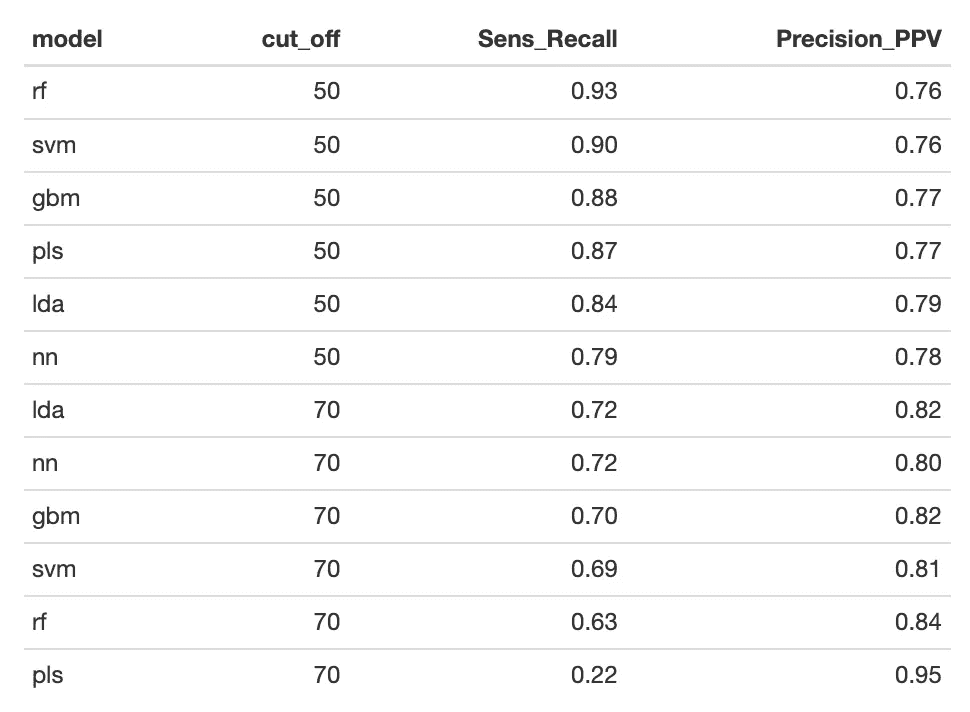 model cut_off Sens_Recall Precision_PPV
rf 50 0.93 0.76
svm 50 0.90 0.76
gbm 50 0.88 0.77
pls 50 0.87 0.77
lda 50 0.84 0.79
nn 50 0.79 0.78
lda 70 0.72 0.82
nn 70 0.72 0.80
gbm 70 0.70 0.82
svm 70 0.69 0.81
rf 70 0.63 0.84
pls 70 0.22 0.95